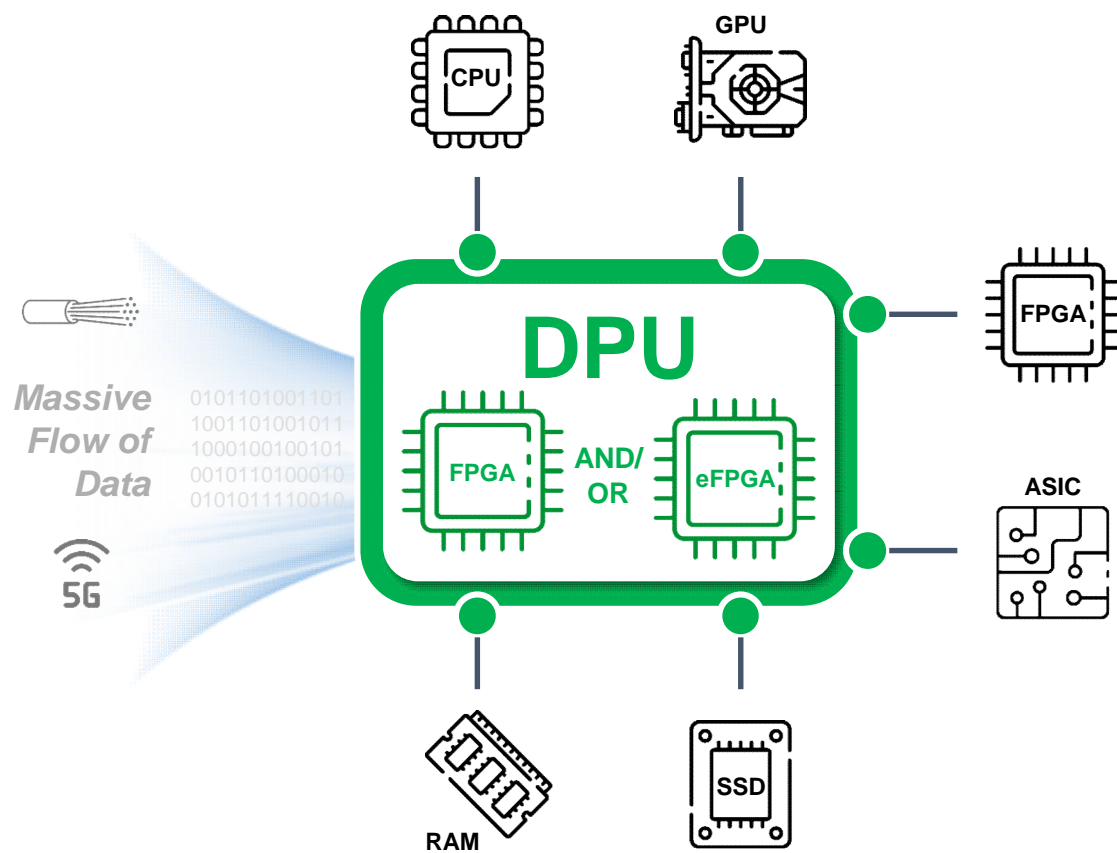 GPU
CPU
FPGA
DPU
Massive
Flow of
Data
0101101001101
1001101001011
1000100100101
0010110100010
0101011110010
FPGA
AND/
OR
eFPGA
ASIC
5G
RAM
SSD